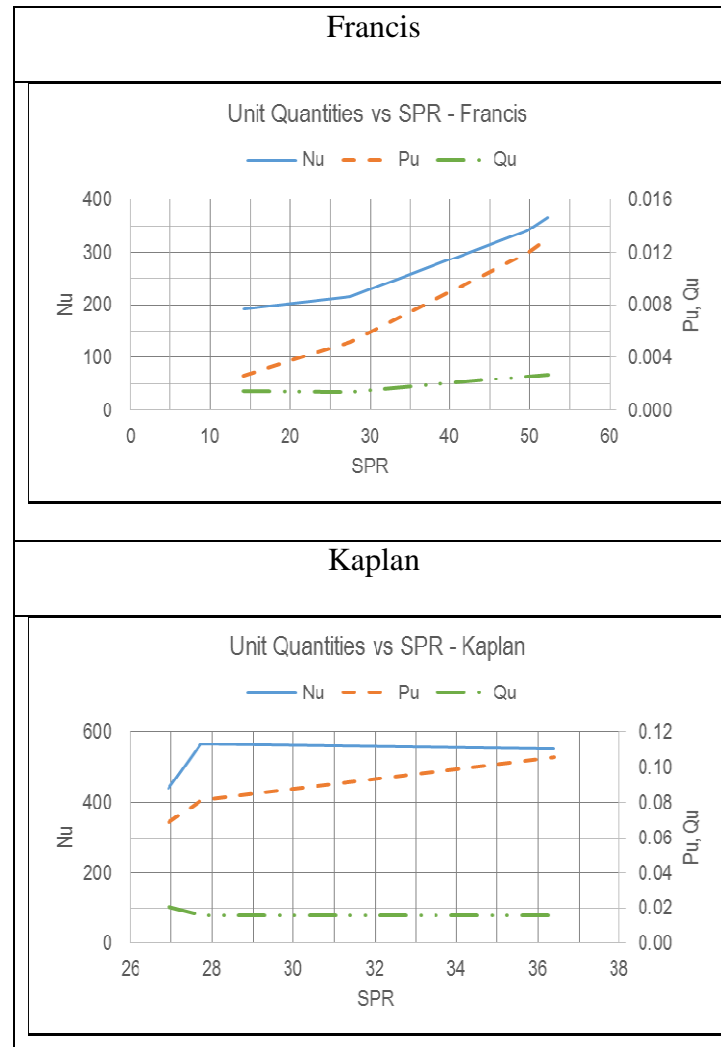 Francis
Unit Quantities vs SPR - Francis
Nu Pu Qu
400 0.016
300 0.012
200 0.008
100 0.004
0 0.000
Nu
Pu, Qu
0 10 20 30 40 50 60
SPR
Kaplan
Unit Quantities vs SPR - Kaplan
Nu Pu Qu
600 0.12
0.10
400 0.08
0.06
200 0.04
0.02
0 0.00
Nu
Pu, Qu
26 28 30 32 34 36 38
SPR